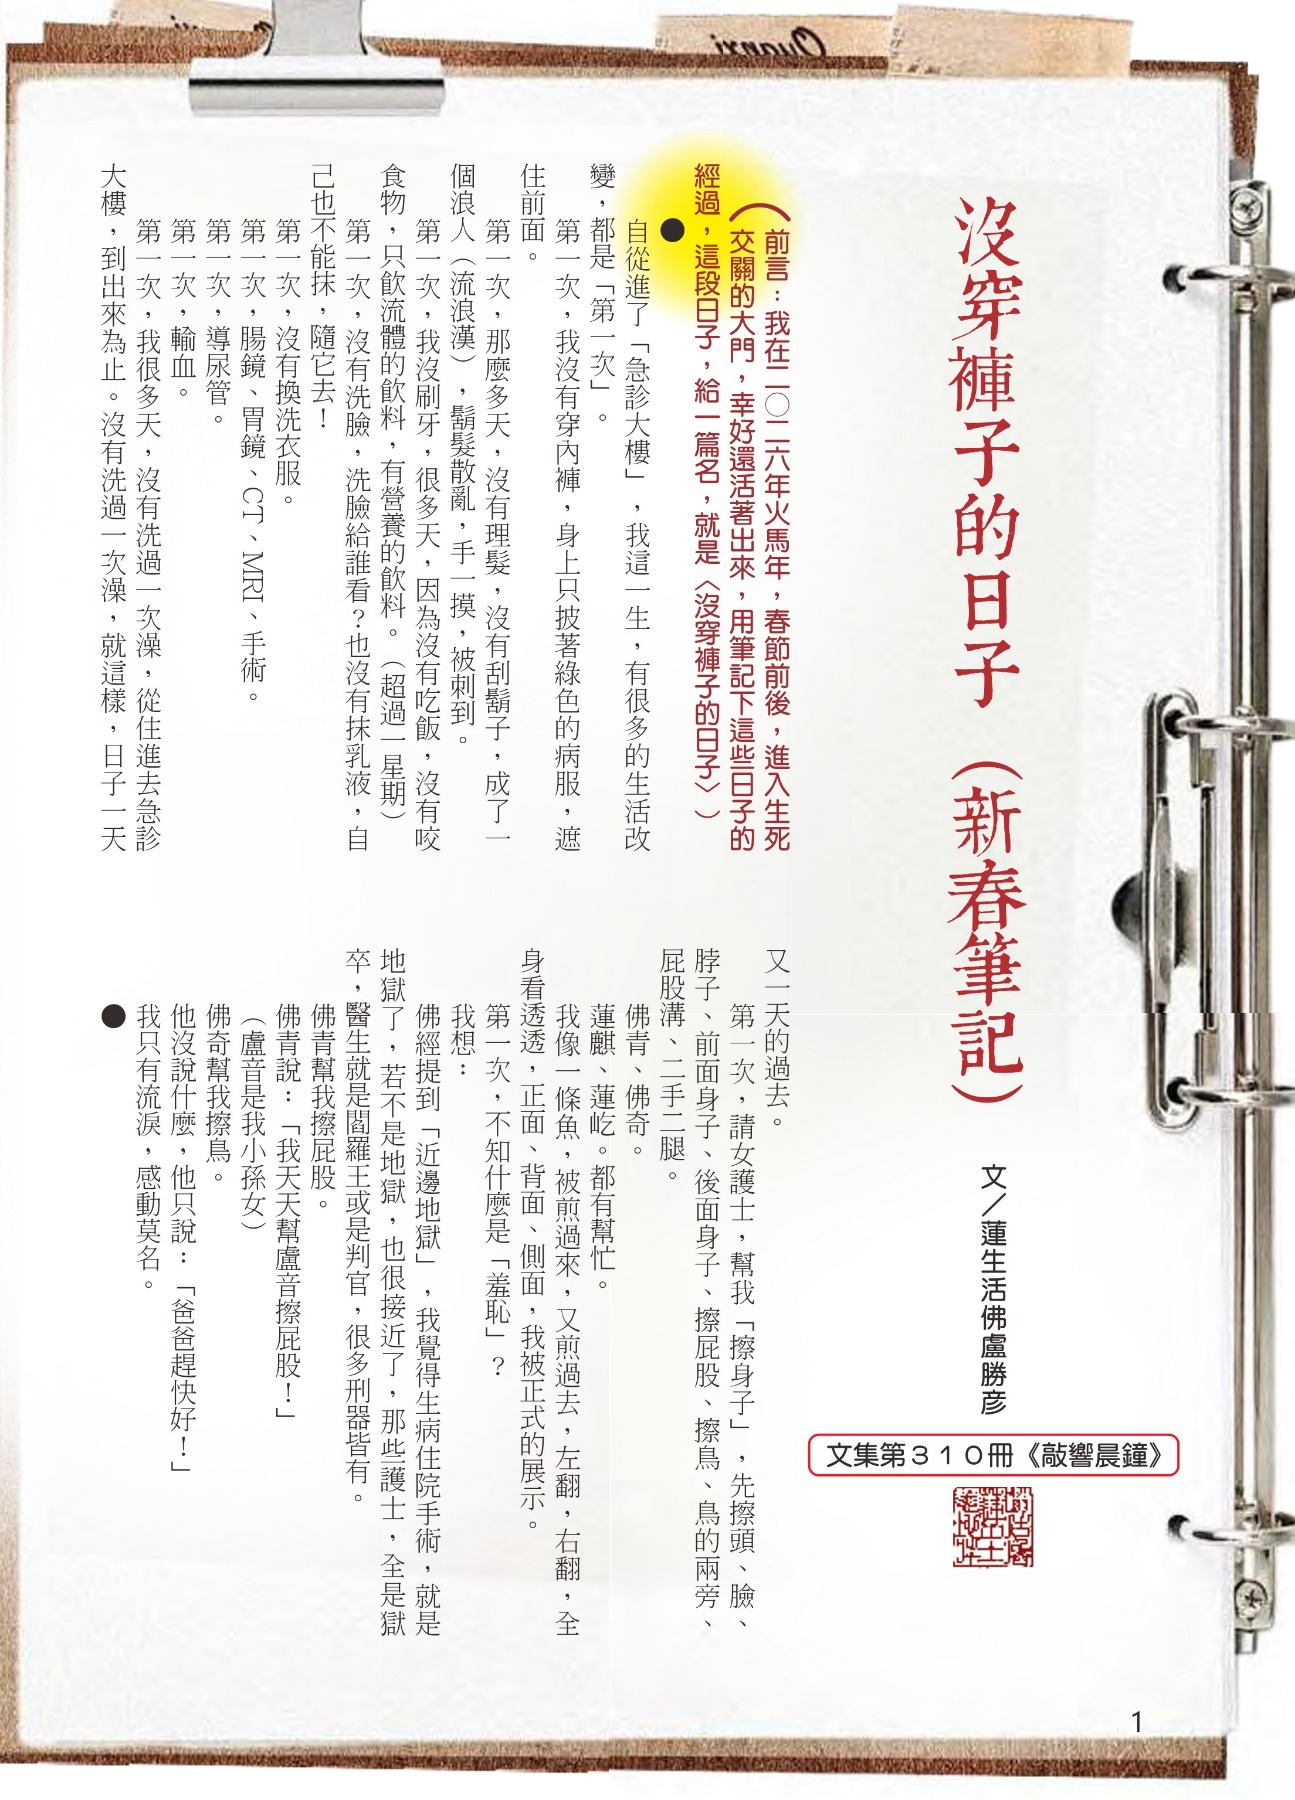 沒穿褲子的日子（新春筆記）
文／蓮生活佛盧勝彦
文集第３１０冊《敲響晨鐘》
（前言：我在二〇二六年火馬年，春節前後，進入生死
交關的大門，幸好還活著出來，用筆記下這些日子的
經過，這段日子，給一篇名，就是〈沒穿褲子的日子〉）
●
自從進了「急診大樓」，我這一生，有很多的生活改
變，都是「第一次」。
第一次，我沒有穿內褲，身上只披著綠色的病服，遮
住前面。
第一次，那麼多天，沒有理髮，沒有刮鬍子，成了一
個浪人（流浪漢），鬍髮散亂，手一摸，被刺到。
第一次，我沒刷牙，很多天，因為沒有吃飯，沒有咬
食物，只飲流體的飲料，有營養的飲料。（超過一星期）
第一次，沒有洗臉，洗臉給誰看？也沒有抹乳液，自
己也不能抹，隨它去！
第一次，沒有換洗衣服。
第一次，腸鏡、胃鏡、CT、MRI、手術。
第一次，導尿管。
第一次，輸血。
第一次，我很多天，沒有洗過一次澡，從住進去急診
大樓，到出來為止。沒有洗過一次澡，就這樣，日子一天
又一天的過去。
第一次，請女護士，幫我「擦身子」，先擦頭、臉、
脖子、前面身子、後面身子、擦屁股、擦鳥、鳥的兩旁、
屁股溝、二手二腿。
佛青、佛奇。
蓮麒、蓮屹。都有幫忙。
我像一條魚，被煎過來，又煎過去，左翻，右翻，全
身看透透，正面、背面、側面，我被正式的展示。
第一次，不知什麼是「羞恥」？
我想：
佛經提到「近邊地獄」，我覺得生病住院手術，就是
地獄了，若不是地獄，也很接近了，那些護士，全是獄
卒，醫生就是閻羅王或是判官，很多刑器皆有。
佛青幫我擦屁股。
佛青說：「我天天幫盧音擦屁股！」
（盧音是我小孫女）
佛奇幫我擦鳥。
他沒說什麼，他只說：「爸爸趕快好！」
我只有流淚，感動莫名。
●
1